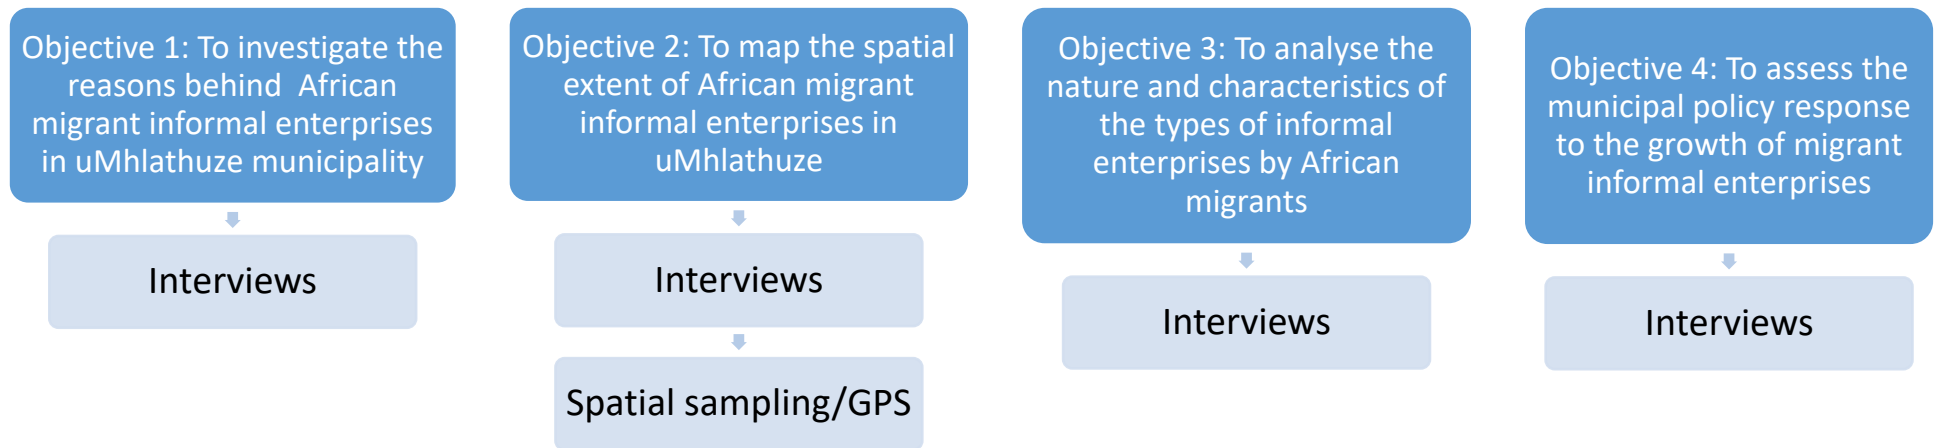 Objective 1: To investigate the
reasons behind African
migrant informal enterprises
in uMhlathuze municipality
Interviews
Objective 2: To map the spatial
extent of African migrant
informal enterprises in
uMhlathuze
Interviews
Spatial sampling/GPS
Objective 3: To analyse the
nature and characteristics of
the types of informal
enterprises by African
migrants
Interviews
Objective 4: To assess the
municipal policy response
to the growth of migrant
informal enterprises
Interviews